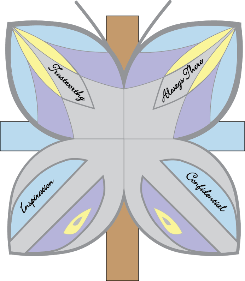 Trustworthy
Always There
Inspiration
Confidential